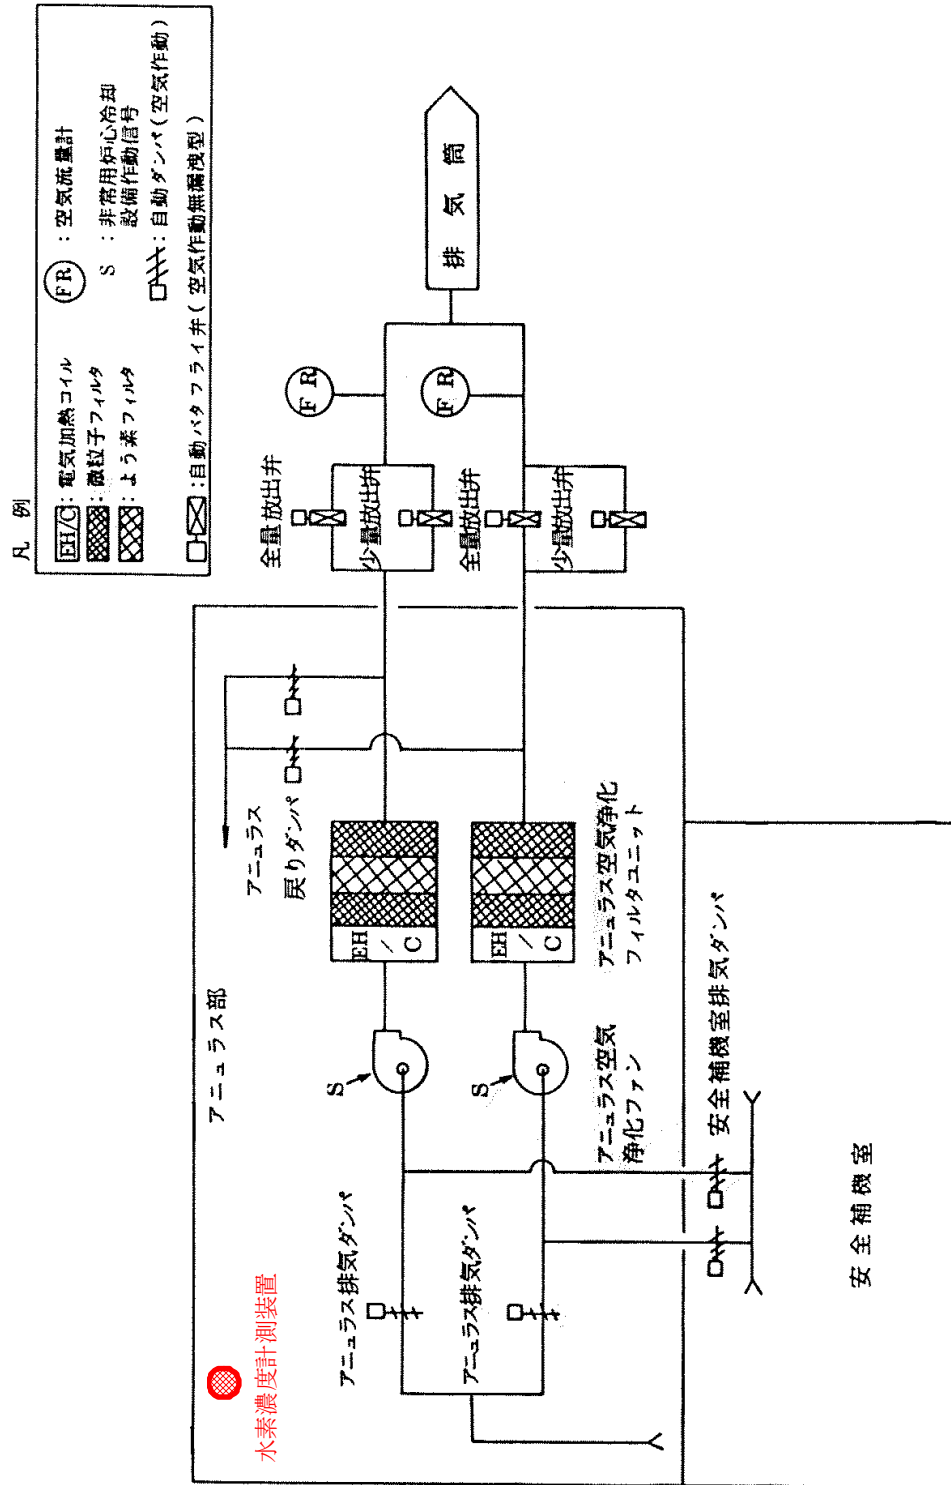 凡例
EH/C : 電気加熱コイル
: 微粒子フィルタ
: よう素フィルタ
: 自動バタフライ弁(空気作動無漏洩型)
FR : 空気流量計
S : 非常用炉心冷却
設備作動信号
: 自動ダンパ(空気作動)
排気筒
FR
FR
全量放出弁
少量放出弁
全量放出弁
少量放出弁
アニュラス
戻りダンパ
EH/C
EH/C
アニュラス空気浄化
フィルタユニット
アニュラス部
S
S
アニュラス空気
浄化ファン
安全補機室排気ダンパ
アニュラス排気ダンパ
アニュラス排気ダンパ
水素濃度計測装置
安全補機室